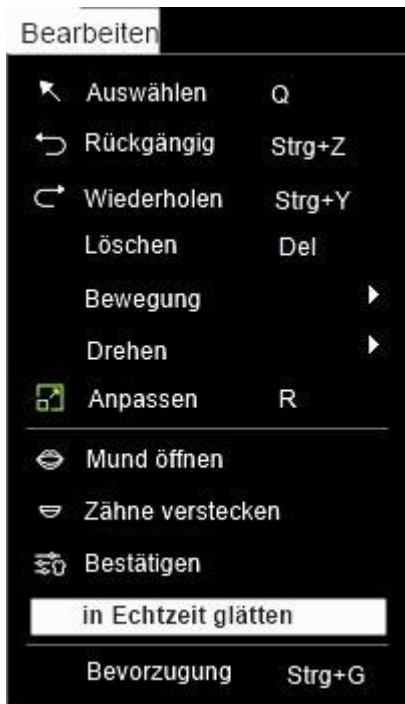 Bearbeiten
Auswählen Q
Rückgängig Strg+Z
Wiederholen Strg+Y
Löschen Del
Bewegung
Drehen
Anpassen R
Mund öffnen
Zähne verstecken
Bestätigen
in Echtzeit glätten
Bevorzugung Strg+G